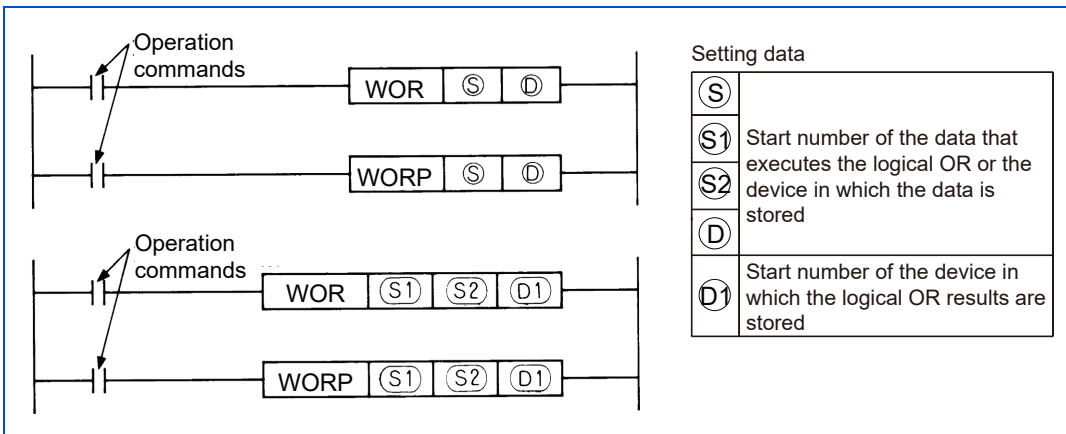 Operation
commands
WOR Ⓢ Ⓓ
WORP Ⓢ Ⓓ
Operation
commands
WOR S1 S2 D1
WORP S1 S2 D1
Setting data
S
S1
S2
D
Start number of the data that
executes the logical OR or the
device in which the data is
stored
D1
Start number of the device in
which the logical OR results are
stored